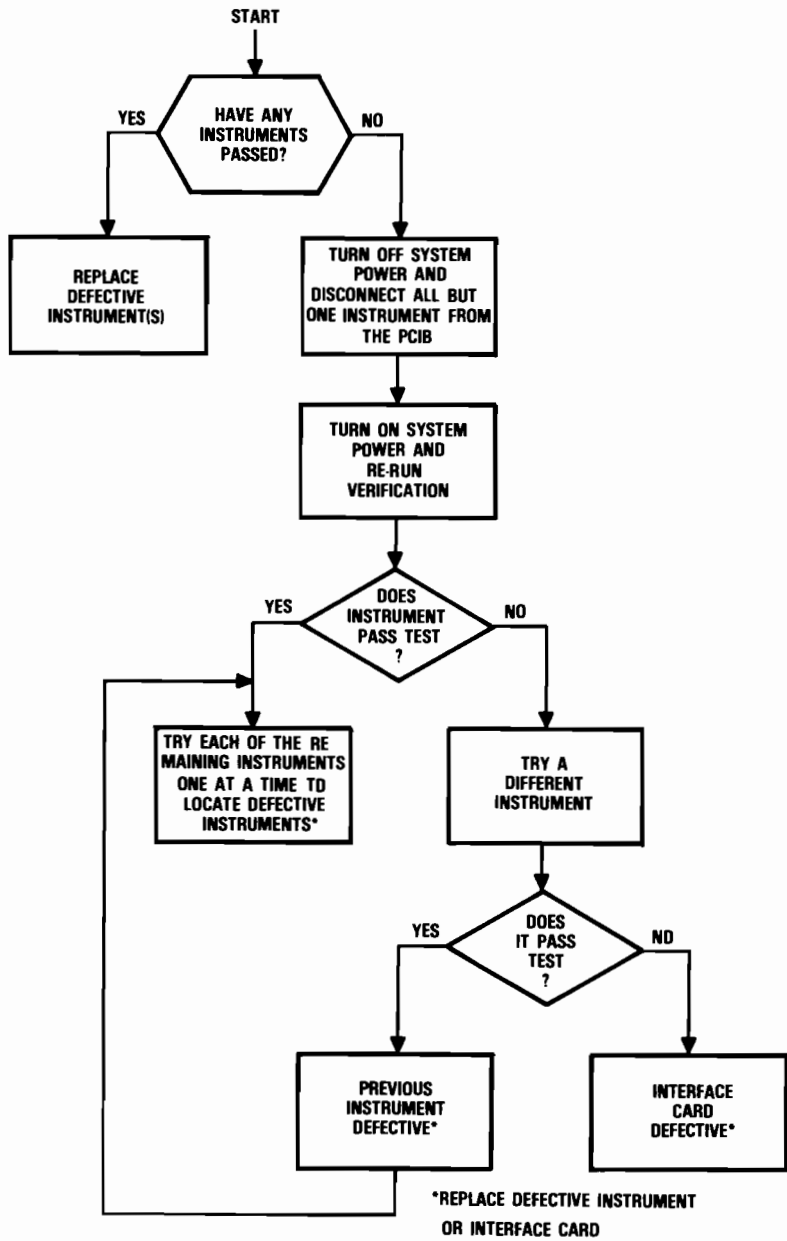 START
HAVE ANY
INSTRUMENTS
PASSED?
YES
NO
REPLACE
DEFECTIVE
INSTRUMENT(S)
TURN OFF SYSTEM
POWER AND
DISCONNECT ALL BUT
ONE INSTRUMENT FROM
THE PCIB
TURN ON SYSTEM
POWER AND
RE-RUN
VERIFICATION
DOES
INSTRUMENT
PASS TEST
?
YES
NO
TRY EACH OF THE RE
MAINING INSTRUMENTS
ONE AT A TIME TD
LOCATE DEFECTIVE
INSTRUMENTS*
TRY A
DIFFERENT
INSTRUMENT
DOES
IT PASS
TEST
?
YES
ND
PREVIOUS
INSTRUMENT
DEFECTIVE*
INTERFACE
CARD
DEFECTIVE*
*REPLACE DEFECTIVE INSTRUMENT
OR INTERFACE CARD